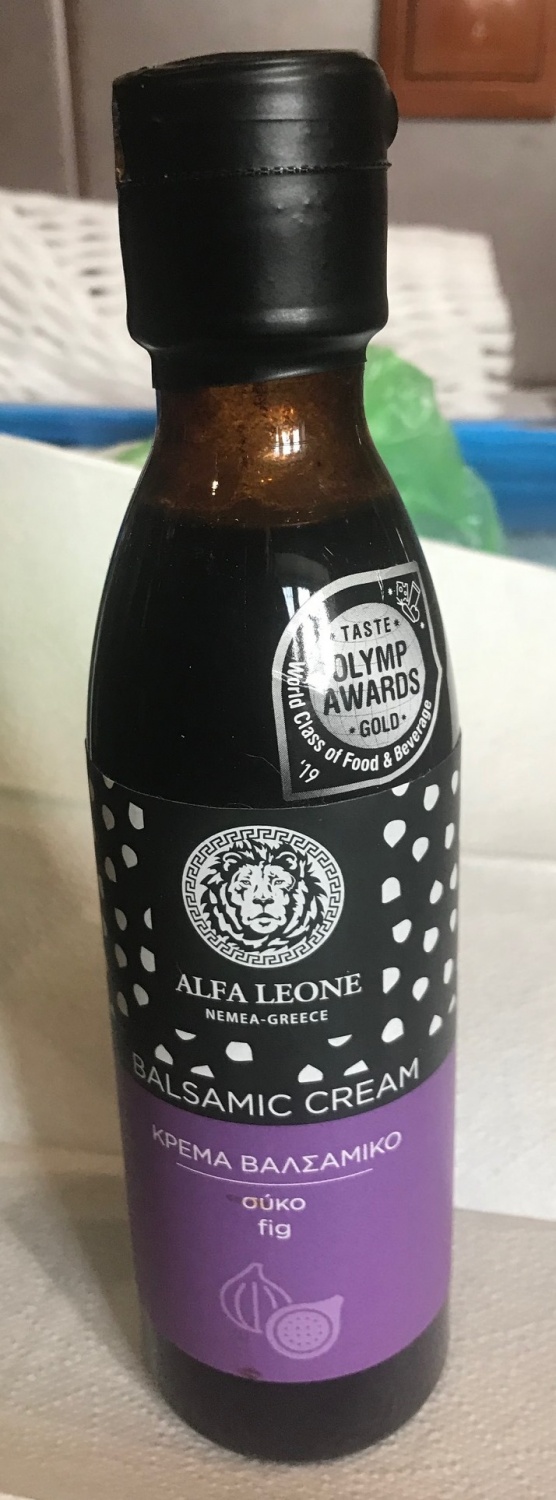 TASTE
OLYMP
AWARDS
GOLD
World Class of Food & Beverage
'19
ALFA LEONE
NEMEA-GREECE
BALSAMIC CREAM
ΚΡΕΜΑ ΒΑΛΣΑΜΙΚΟ
σύκο
fig